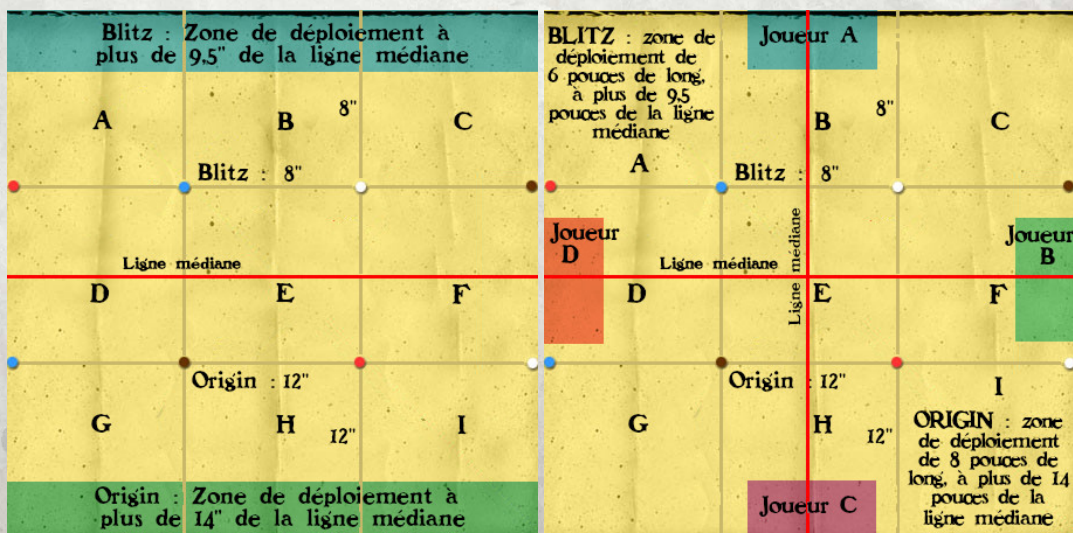 Blitz : Zone de déploiement à
plus de 9,5" de la ligne médiane
A
B
8"
C
Blitz : 8"
Ligne médiane
D
E
F
Origin : 12"
G
H
12"
I
Origin : Zone de déploiement à
plus de 14" de la ligne médiane
BLITZ : zone de
déploiement de
6 pouces de long,
à plus de 9,5
pouces de la ligne
médiane
Joueur A
A
B
8"
C
Blitz : 8"
Joueur
D
Ligne médiane
Ligne médiane
Ligne médiane
Joueur
B
D
E
F
Origin : 12"
G
H
12"
I
ORIGIN : zone
de déploiement
de 8 pouces de
long, à plus de 14
pouces de la
ligne médiane
Joueur C